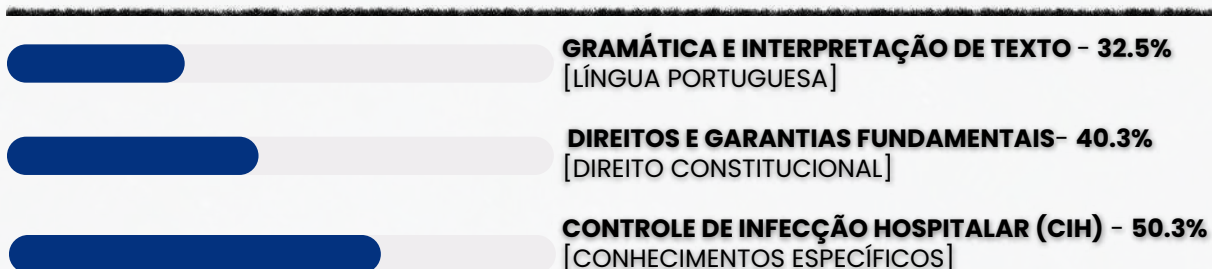 GRAMÁTICA E INTERPRETAÇÃO DE TEXTO - 32.5%
[LÍNGUA PORTUGUESA]
DIREITOS E GARANTIAS FUNDAMENTAIS- 40.3%
[DIREITO CONSTITUCIONAL]
CONTROLE DE INFECÇÃO HOSPITALAR (CIH) - 50.3%
[CONHECIMENTOS ESPECÍFICOS]